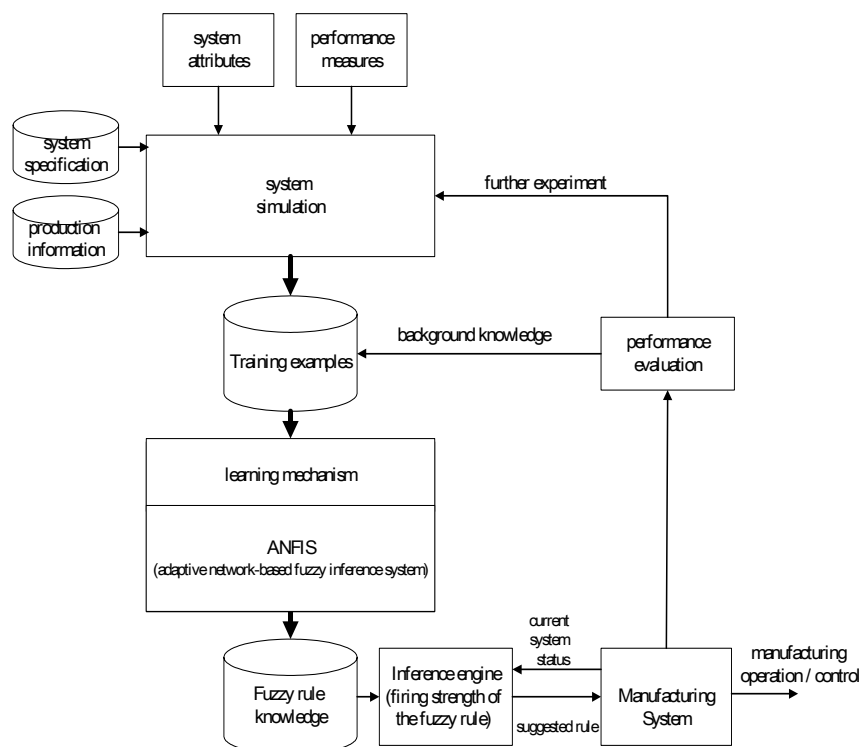 system
attributes
performance
measures
system
specification
production
information
system
simulation
further experiment
Training examples
background knowledge
performance
evaluation
learning mechanism
ANFIS
(adaptive network-based fuzzy inference system)
current
system
status
manufacturing
operation / control
Fuzzy rule
knowledge
Inference engine
(firing strength of
the fuzzy rule)
suggested rule
Manufacturing
System